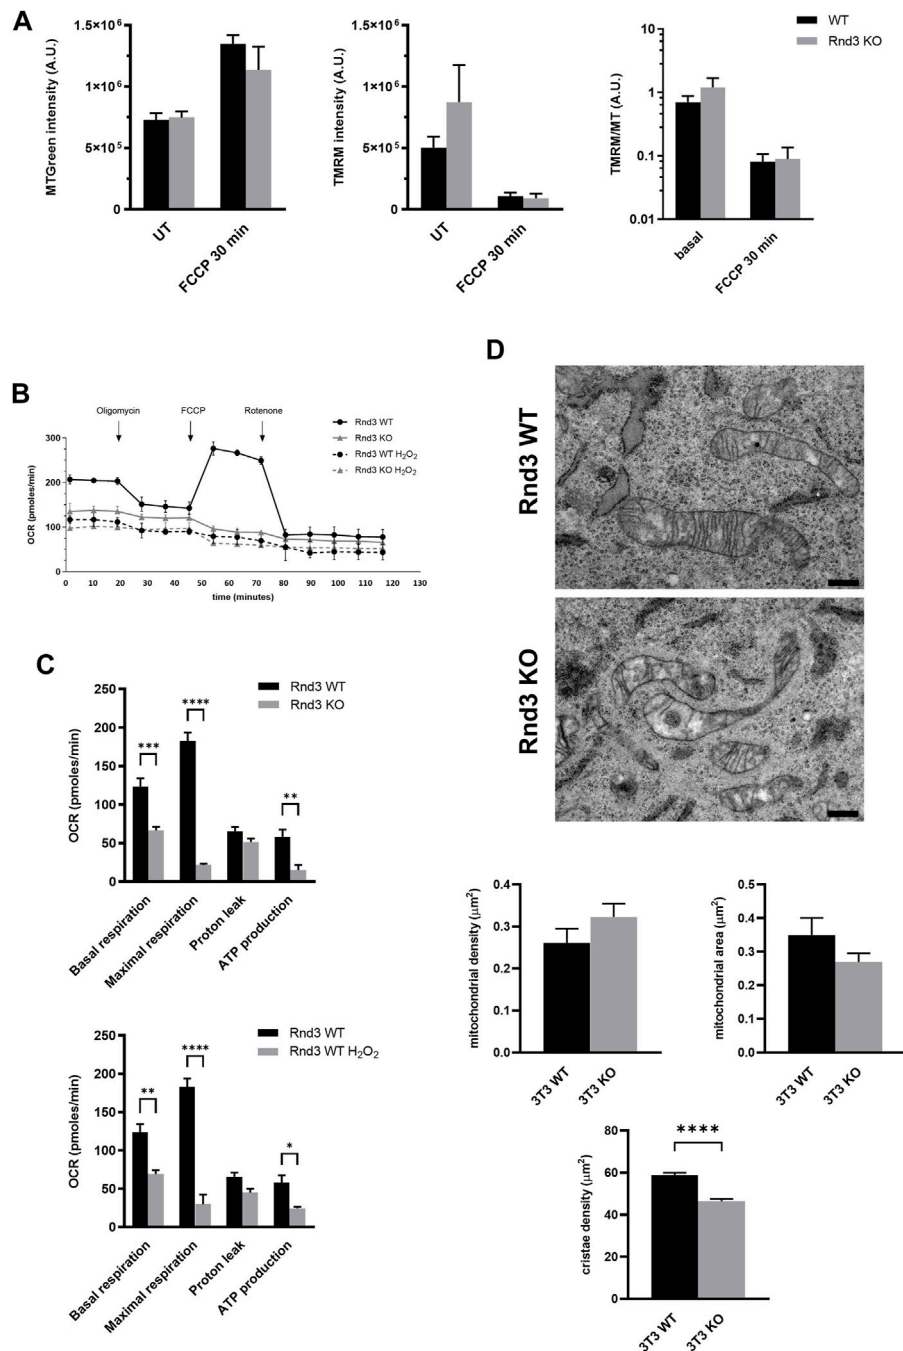 A
MTGreen intensity (A.U.)
1.5×10⁶
1×10⁶
5×10⁵
0
UT
FCCP 30 min
TMRM intensity (A.U.)
1.5×10⁶
1×10⁶
5×10⁵
0
UT
FCCP 30 min
TMRM/MT (A.U.)
10
1
0.1
0.01
basal
FCCP 30 min
WT
Rnd3 KO
B
Oligomycin
FCCP
Rotenone
Rnd3 WT
Rnd3 KO
Rnd3 WT H₂O₂
Rnd3 KO H₂O₂
OCR (pmoles/min)
300
200
100
0
0 10 20 30 40 50 60 70 80 90 100 110 120 130
time (minutes)
C
Rnd3 WT
Rnd3 KO
OCR (pmoles/min)
250
200
150
100
50
0
***
****
**
Basal respiration
Maximal respiration
Proton leak
ATP production
Rnd3 WT
Rnd3 WT H₂O₂
OCR (pmoles/min)
250
200
150
100
50
0
**
****
*
Basal respiration
Maximal respiration
Proton leak
ATP production
D
Rnd3 WT
Rnd3 KO
mitochondrial density (μm²)
0.4
0.3
0.2
0.1
0.0
3T3 WT
3T3 KO
mitochondrial area (μm²)
0.5
0.4
0.3
0.2
0.1
0.0
3T3 WT
3T3 KO
cristae density (μm²)
80
60
40
20
0
****
3T3 WT
3T3 KO